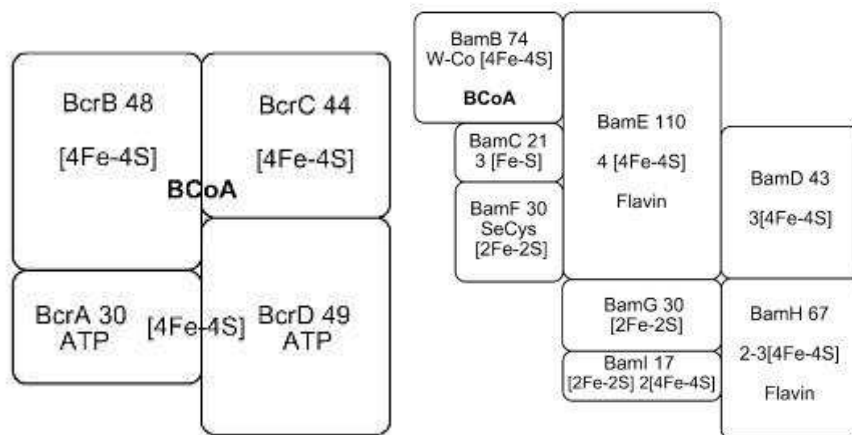 BcrB 48
[4Fe-4S]
BcrC 44
[4Fe-4S]
BCoA
BcrA 30
ATP
[4Fe-4S]
BcrD 49
ATP
BamB 74
W-Co [4Fe-4S]
BCoA
BamC 21
3 [Fe-S]
BamF 30
SeCys
[2Fe-2S]
BamE 110
4 [4Fe-4S]
Flavin
BamD 43
3[4Fe-4S]
BamG 30
[2Fe-2S]
BamI 17
[2Fe-2S] 2[4Fe-4S]
BamH 67
2-3[4Fe-4S]
Flavin